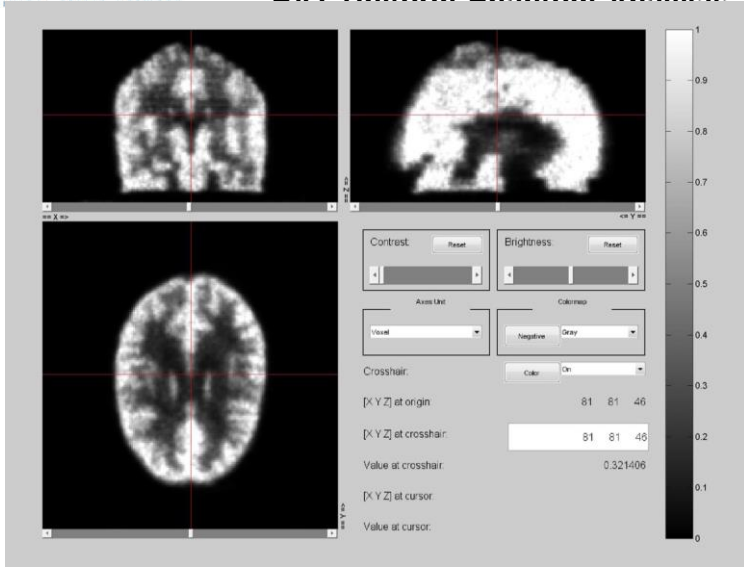 1
0.9
0.8
0.7
0.6
0.5
0.4
0.3
0.2
0.1
0
== Z =>
== X =>
<= Y ==
== Y =>
Contrast:
Reset
Brightness:
Reset
Axes Unit
Voxel
Colormap
Negative
Gray
Crosshair:
Color
On
[X Y Z] at origin:
81 81 46
[X Y Z] at crosshair:
81 81 46
Value at crosshair:
0.321406
[X Y Z] at cursor:
Value at cursor: